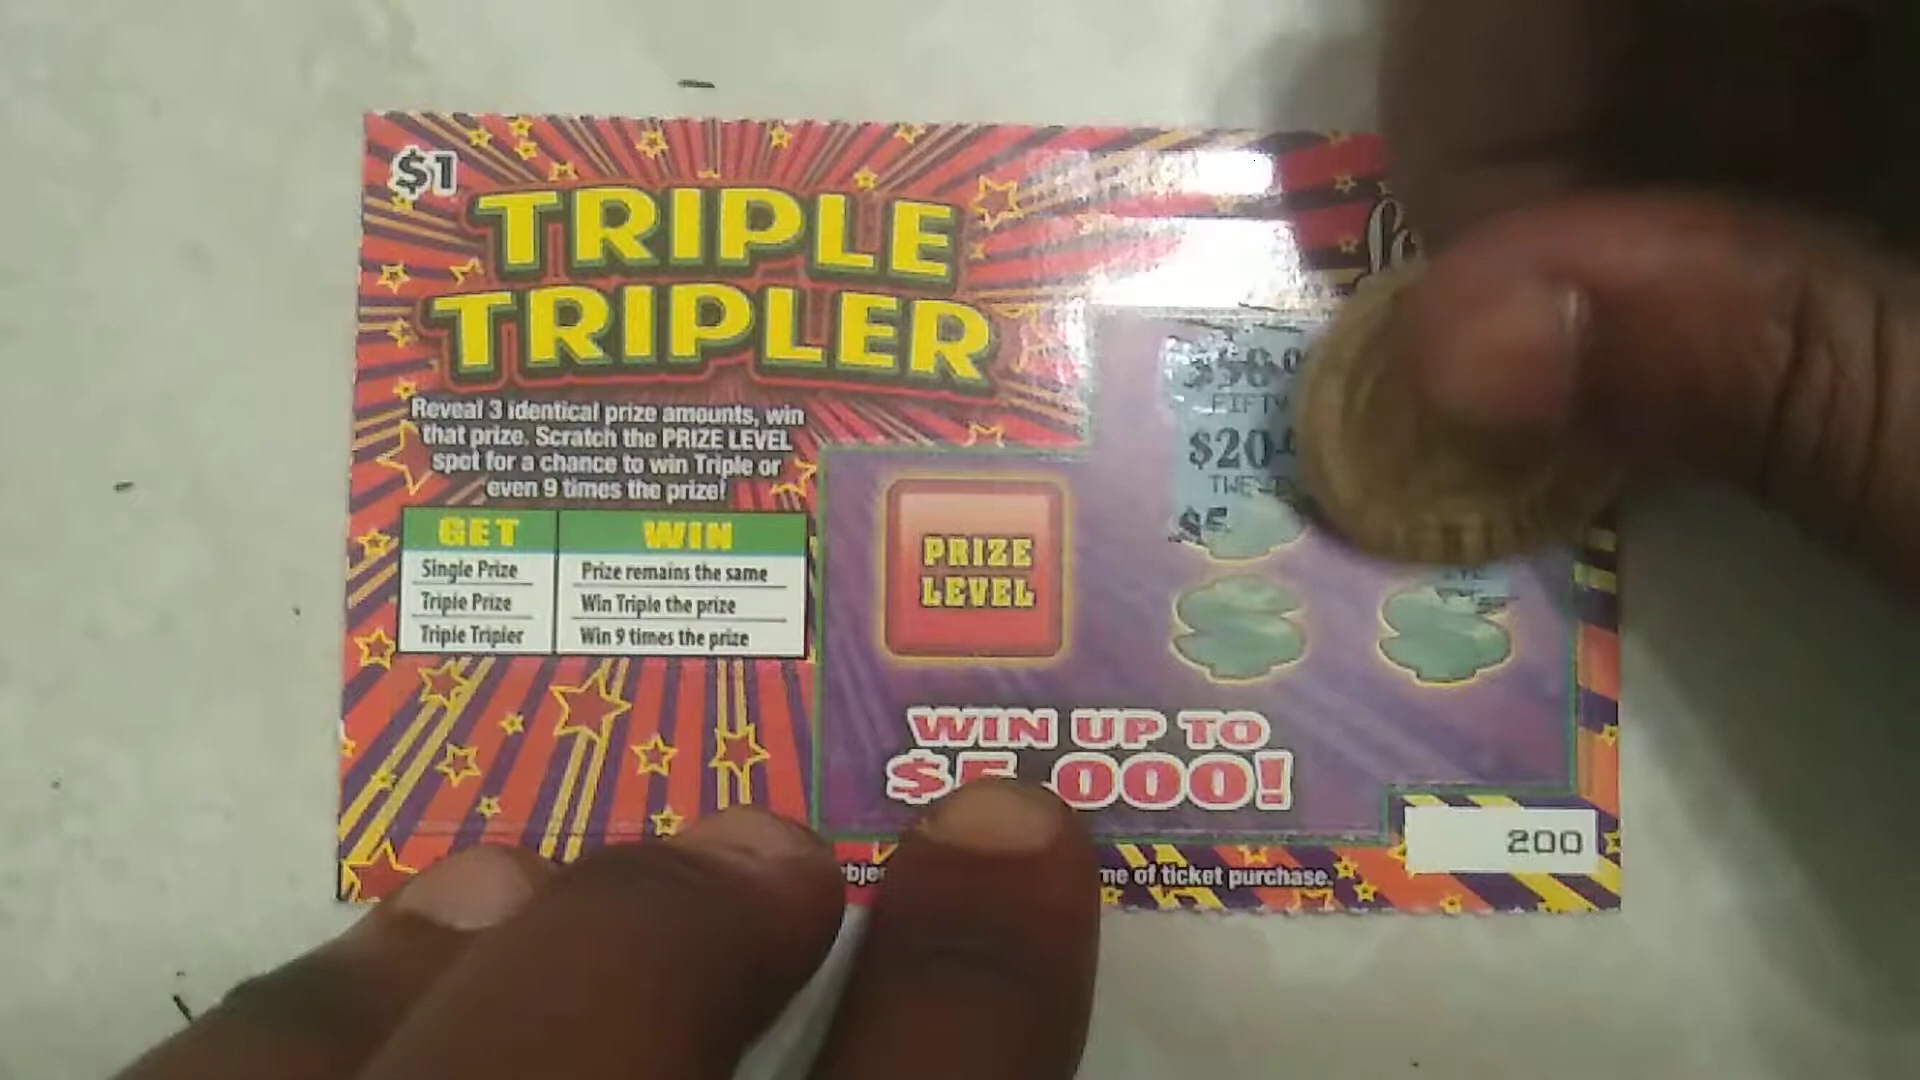 $1
TRIPLE
TRIPLER
Reveal 3 identical prize amounts, win
that prize. Scratch the PRIZE LEVEL
spot for a chance to win Triple or
even 9 times the prize!
GET WIN
Single Prize Prize remains the same
Triple Prize Win Triple the prize
Triple Tripler Win 9 times the prize
FIFTY
$20
PRIZE
LEVEL
WIN UP TO
000!
200
of ticket purchase.